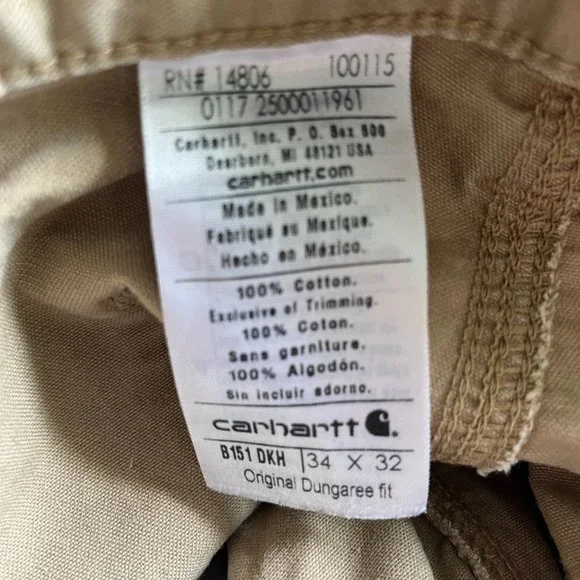 RN# 14806 100115
0117 2500011961
Carhartt, Inc. P. O. Box 600
Dearborn, MI 48121 USA
carhartt.com
Made in Mexico.
Fabriqué au Mexique.
Hecho en México.
100% Cotton.
Exclusive of Trimming.
100% Coton.
Sans garniture.
100% Algodón.
Sin incluir adorno.
carhartt
B151 DKH 34 X 32
Original Dungaree fit